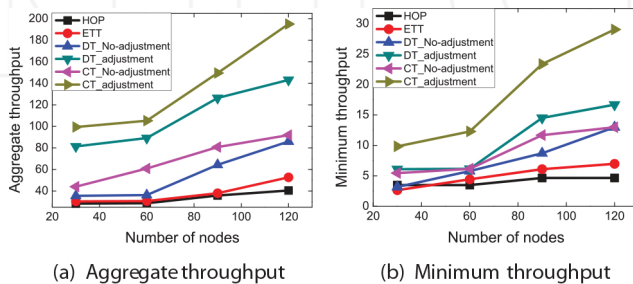 HOP
ETT
DT_No-adjustment
DT_adjustment
CT_No-adjustment
CT_adjustment
Aggregate throughput
200
180
160
140
120
100
80
60
40
20 40 60 80 100 120
Number of nodes
(a) Aggregate throughput
HOP
ETT
DT_No-adjustment
DT_adjustment
CT_No-adjustment
CT_adjustment
Minimum throughput
30
25
20
15
10
5
0
20 40 60 80 100 120
Number of nodes
(b) Minimum throughput